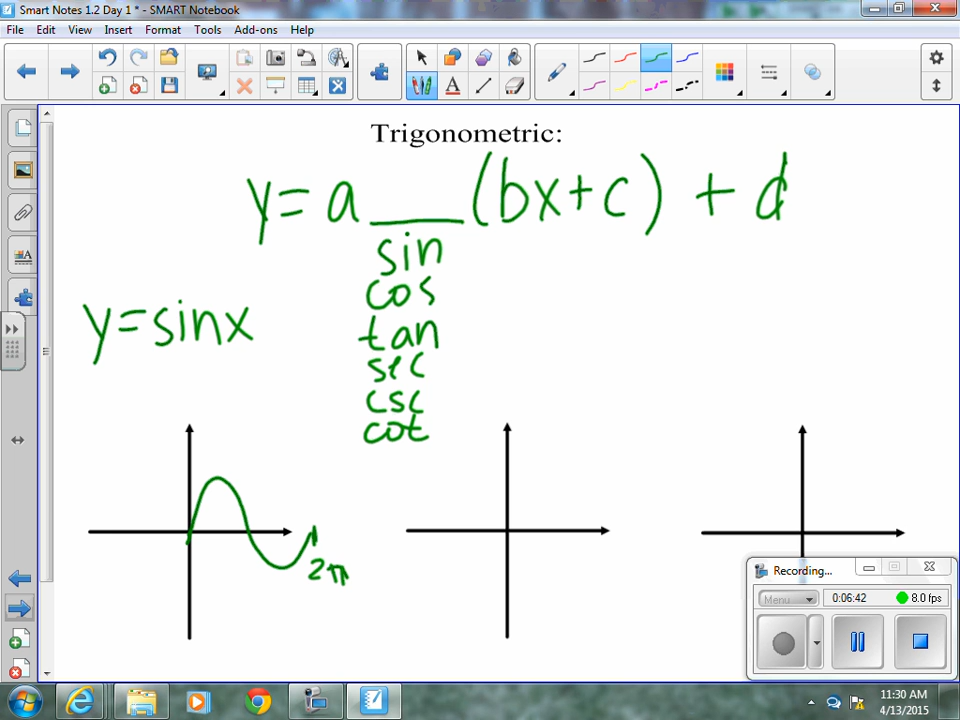 Smart Notes 1.2 Day 1 * - SMART Notebook
File Edit View Insert Format Tools Add-ons Help
Trigonometric:
y = a ___ (bx+c) + d
sin
cos
tan
sec
csc
cot
y=sinx
2π
Recording...
Menu
0:06:42
8.0 fps
11:30 AM
4/13/2015